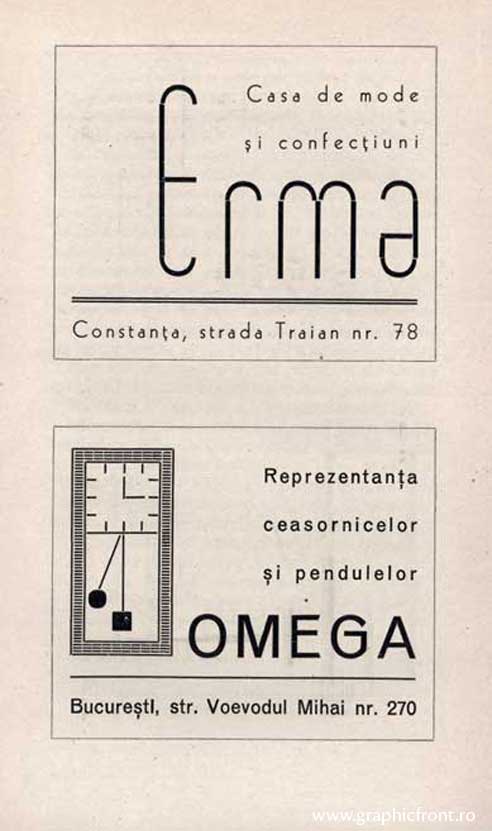 Casa de mode
și confecțiuni
Erma
Constanța, strada Traian nr. 78
Reprezentanța
ceasornicelor
și pendulelor
OMEGA
București, str. Voevodul Mihai nr. 270
www.graphicfront.ro